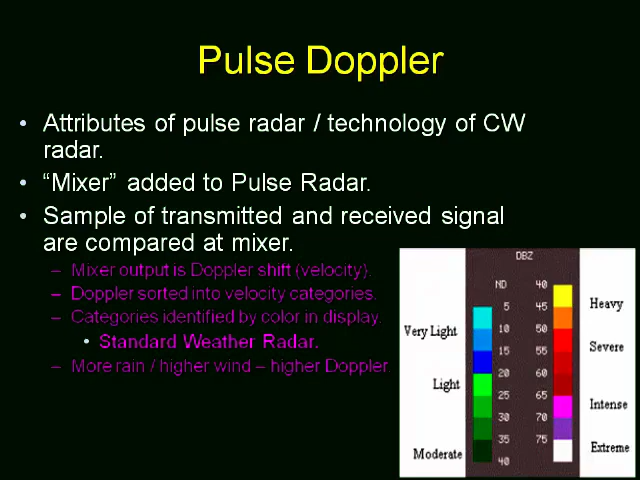 Pulse Doppler
• Attributes of pulse radar / technology of CW
radar.
• “Mixer” added to Pulse Radar.
• Sample of transmitted and received signal
are compared at mixer.
– Mixer output is Doppler shift (velocity).
– Doppler sorted into velocity categories.
– Categories identified by color in display.
• Standard Weather Radar.
– More rain / higher wind – higher Doppler
DBZ
ND 40
5 45 Heavy
Very Light 10 50
15 55 Severe
20 60
Light 25 65
30 70 Intense
35 75
Moderate 40 Extreme